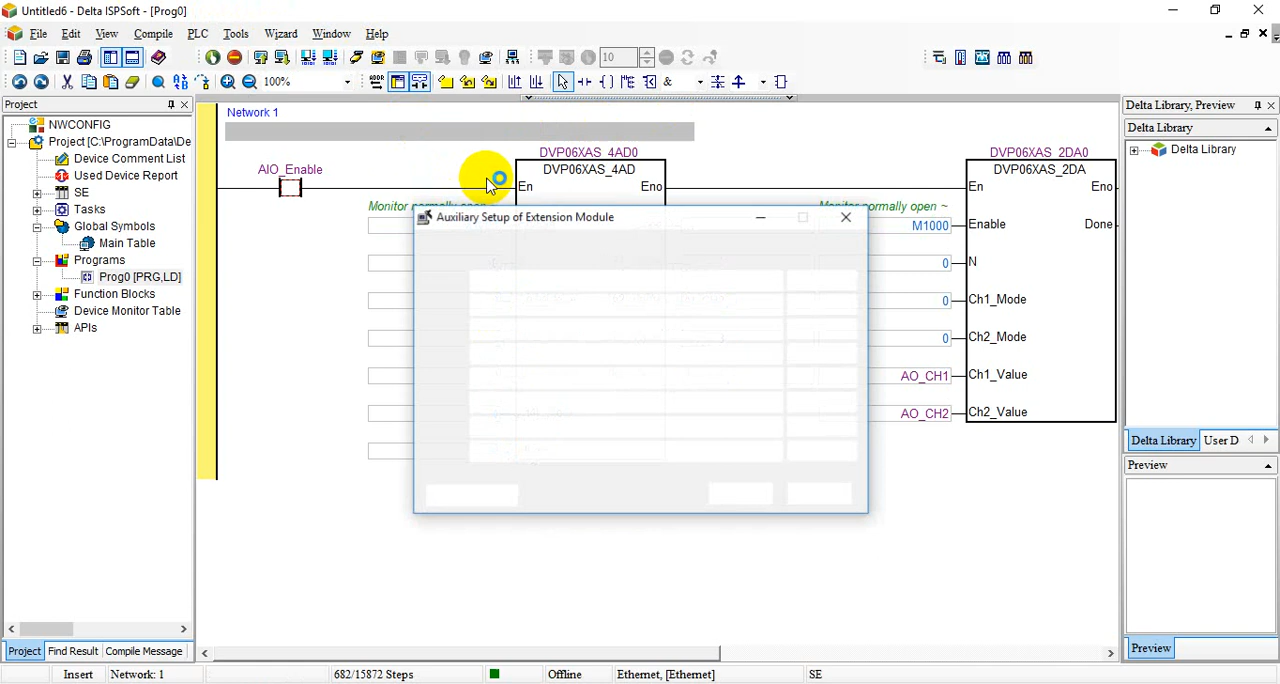 Untitled6 - Delta ISPSoft - [Prog0]
File Edit View Compile PLC Tools Wizard Window Help
10
100%
ADDR
&
Project
NWCONFIG
Project [C:\ProgramData\De
Device Comment List
Used Device Report
SE
Tasks
Global Symbols
Main Table
Programs
Prog0 [PRG,LD]
Function Blocks
Device Monitor Table
APIs
Network 1
AIO_Enable
DVP06XAS_4AD0
DVP06XAS_4AD
En Eno
Monitor normally open ~
Auxiliary Setup of Extension Module
DVP06XAS_2DA0
DVP06XAS_2DA
En Eno
Monitor normally open ~
M1000 Enable Done
0 N
0 Ch1_Mode
0 Ch2_Mode
AO_CH1 Ch1_Value
AO_CH2 Ch2_Value
Delta Library, Preview
Delta Library
Delta Library
Delta Library User D
Preview
Preview
Project Find Result Compile Message
Insert Network: 1 682/15872 Steps Offline Ethernet, [Ethernet] SE